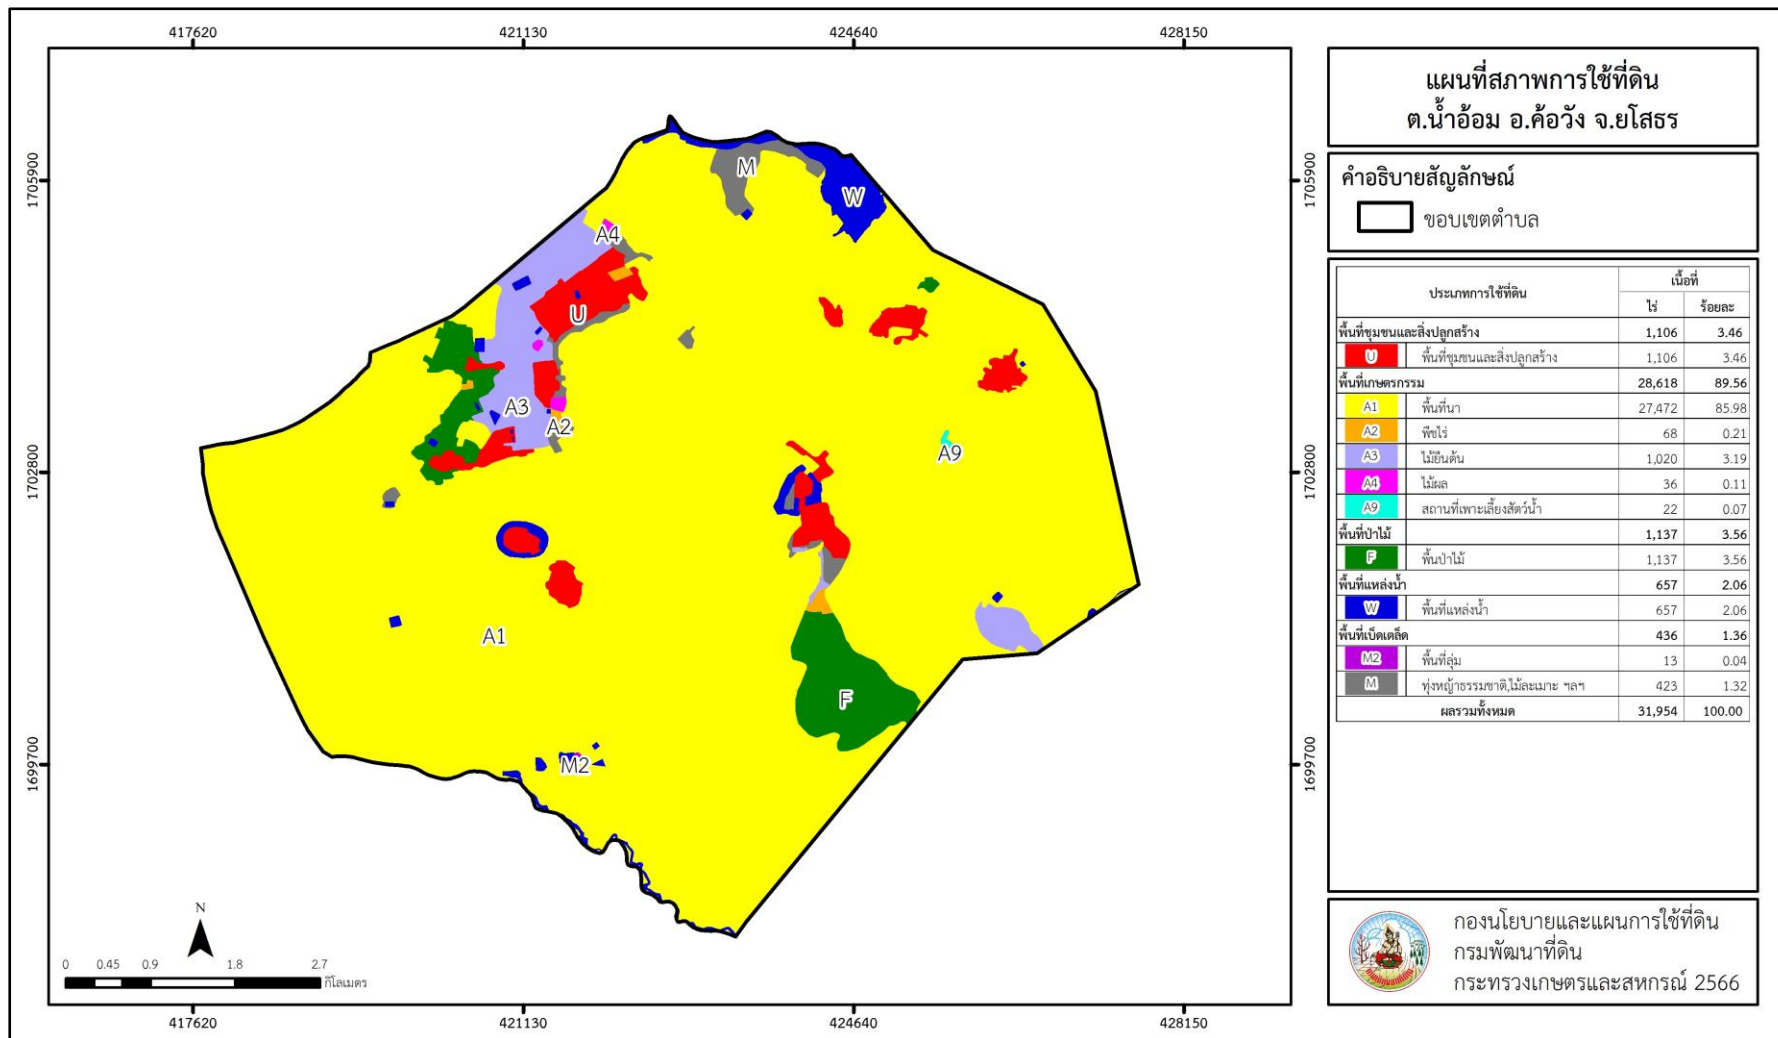 417620 421130 424640 428150
1705900
1702800
1699700
1705900
1702800
1699700
M
W
A4
U
A3
A2
A9
A1
F
M2
N
0 0.45 0.9 1.8 2.7
กิโลเมตร
417620 421130 424640 428150
แผนที่สภาพการใช้ที่ดิน
ต.น้ำอ้อม อ.ค้อวัง จ.ยโสธร
คำอธิบายสัญลักษณ์
ขอบเขตตำบล
ประเภทการใช้ที่ดิน เนื้อที่
ไร่ ร้อยละ
พื้นที่ชุมชนและสิ่งปลูกสร้าง 1,106 3.46
U พื้นที่ชุมชนและสิ่งปลูกสร้าง 1,106 3.46
พื้นที่เกษตรกรรม 28,618 89.56
A1 พื้นที่นา 27,472 85.98
A2 พืชไร่ 68 0.21
A3 ไม้ยืนต้น 1,020 3.19
A4 ไม้ผล 36 0.11
A9 สถานที่เพาะเลี้ยงสัตว์น้ำ 22 0.07
พื้นที่ป่าไม้ 1,137 3.56
F พื้นป่าไม้ 1,137 3.56
พื้นที่แหล่งน้ำ 657 2.06
W พื้นที่แหล่งน้ำ 657 2.06
พื้นที่เบ็ดเตล็ด 436 1.36
M2 พื้นที่ลุ่ม 13 0.04
M ทุ่งหญ้าธรรมชาติ,ไม้ละเมาะ ฯลฯ 423 1.32
ผลรวมทั้งหมด 31,954 100.00
กองนโยบายและแผนการใช้ที่ดิน
กรมพัฒนาที่ดิน
กระทรวงเกษตรและสหกรณ์ 2566